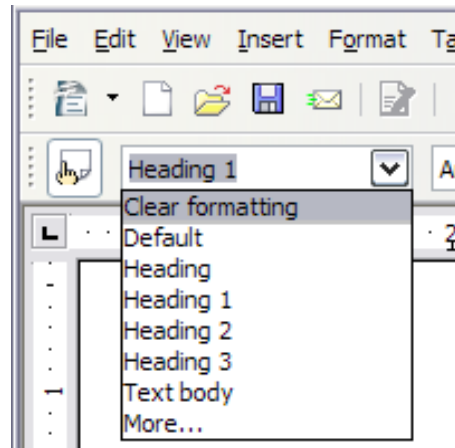 File Edit View Insert Format Ta
Heading 1 A
Clear formatting
Default
Heading
Heading 1
Heading 2
Heading 3
Text body
More...
1